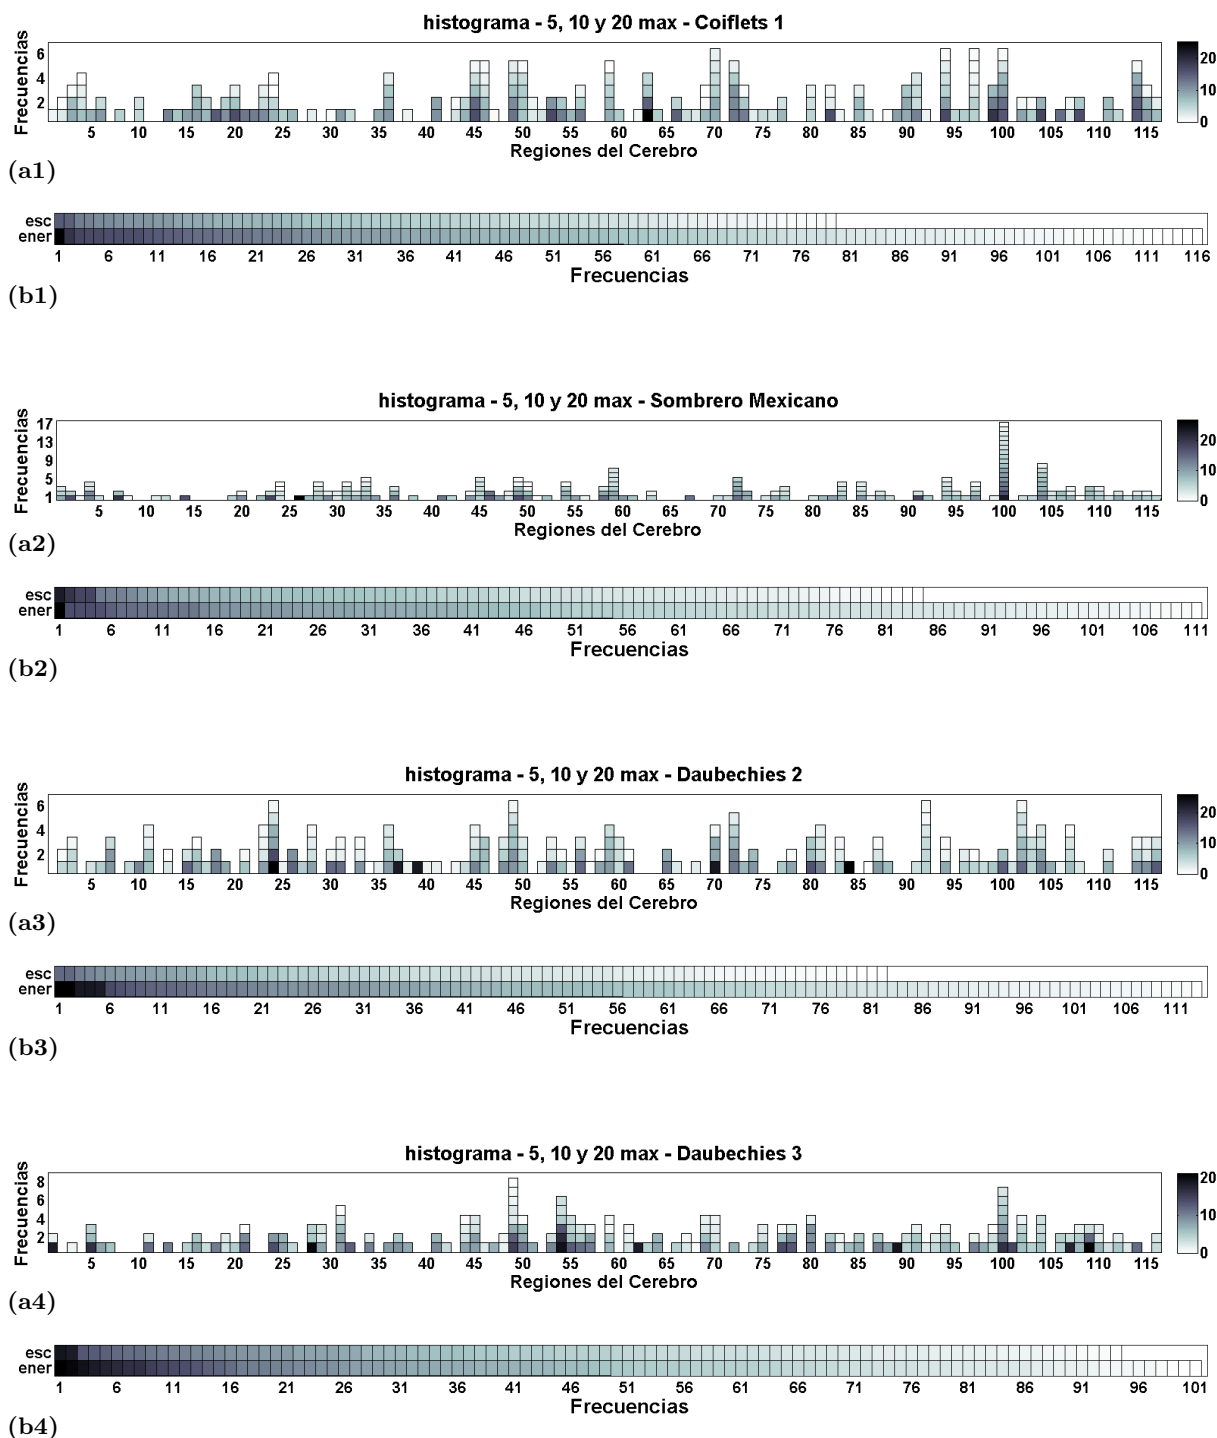 histograma - 5, 10 y 20 max - Coiflets 1
Frecuencias
6
4
2
20
10
0
5 10 15 20 25 30 35 40 45 50 55 60 65 70 75 80 85 90 95 100 105 110 115
Regiones del Cerebro
(a1)
esc
ener
1 6 11 16 21 26 31 36 41 46 51 56 61 66 71 76 81 86 91 96 101 106 111 116
Frecuencias
(b1)
histograma - 5, 10 y 20 max - Sombrero Mexicano
Frecuencias
17
13
9
5
1
20
10
0
5 10 15 20 25 30 35 40 45 50 55 60 65 70 75 80 85 90 95 100 105 110 115
Regiones del Cerebro
(a2)
esc
ener
1 6 11 16 21 26 31 36 41 46 51 56 61 66 71 76 81 86 91 96 101 106 111
Frecuencias
(b2)
histograma - 5, 10 y 20 max - Daubechies 2
Frecuencias
6
4
2
20
10
0
5 10 15 20 25 30 35 40 45 50 55 60 65 70 75 80 85 90 95 100 105 110 115
Regiones del Cerebro
(a3)
esc
ener
1 6 11 16 21 26 31 36 41 46 51 56 61 66 71 76 81 86 91 96 101 106 111
Frecuencias
(b3)
histograma - 5, 10 y 20 max - Daubechies 3
Frecuencias
8
6
4
2
20
10
0
5 10 15 20 25 30 35 40 45 50 55 60 65 70 75 80 85 90 95 100 105 110 115
Regiones del Cerebro
(a4)
esc
ener
1 6 11 16 21 26 31 36 41 46 51 56 61 66 71 76 81 86 91 96 101
Frecuencias
(b4)